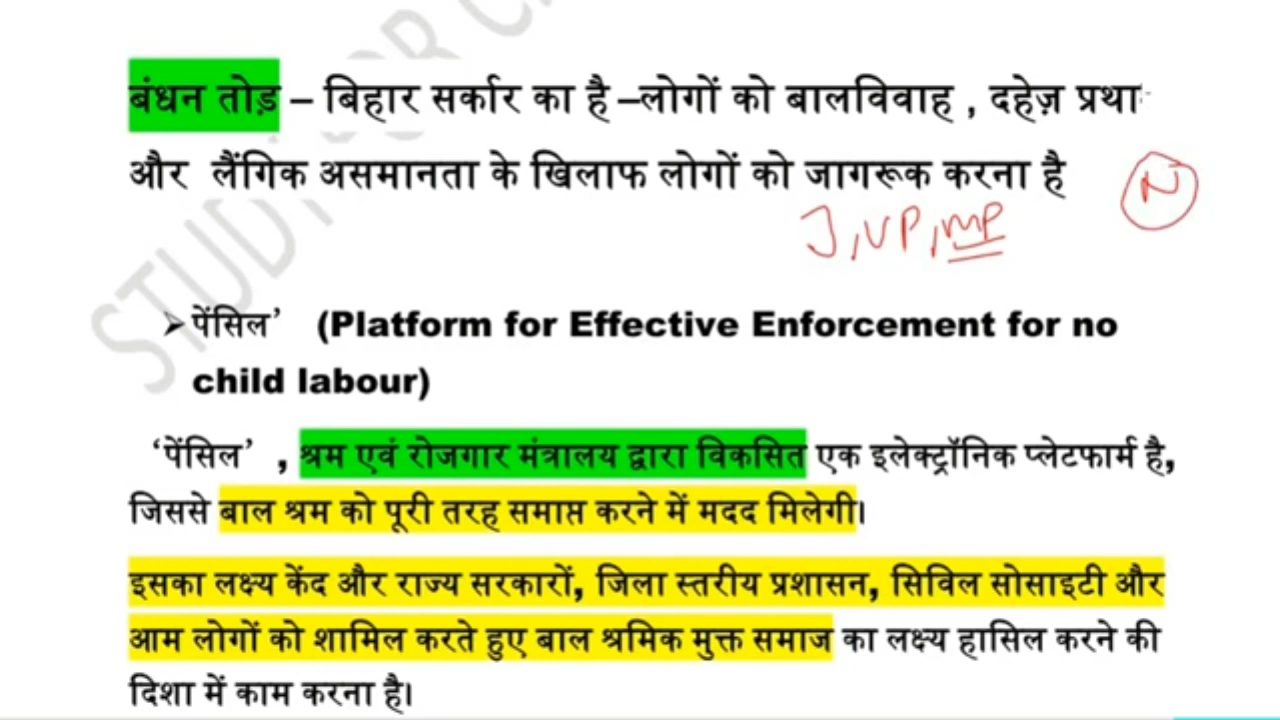 बंधन तोड़ – बिहार सर्कार का है –लोगों को बालविवाह , दहेज़ प्रथा
और लैंगिक असमानता के खिलाफ लोगों को जागरूक करना है
N
J, UP, MP
➤ पेंसिल’ (Platform for Effective Enforcement for no
child labour)
‘पेंसिल’ , श्रम एवं रोजगार मंत्रालय द्वारा विकसित एक इलेक्ट्रॉनिक प्लेटफार्म है,
जिससे बाल श्रम को पूरी तरह समाप्त करने में मदद मिलेगी।
इसका लक्ष्य केंद और राज्य सरकारों, जिला स्तरीय प्रशासन, सिविल सोसाइटी और
आम लोगों को शामिल करते हुए बाल श्रमिक मुक्त समाज का लक्ष्य हासिल करने की
दिशा में काम करना है।